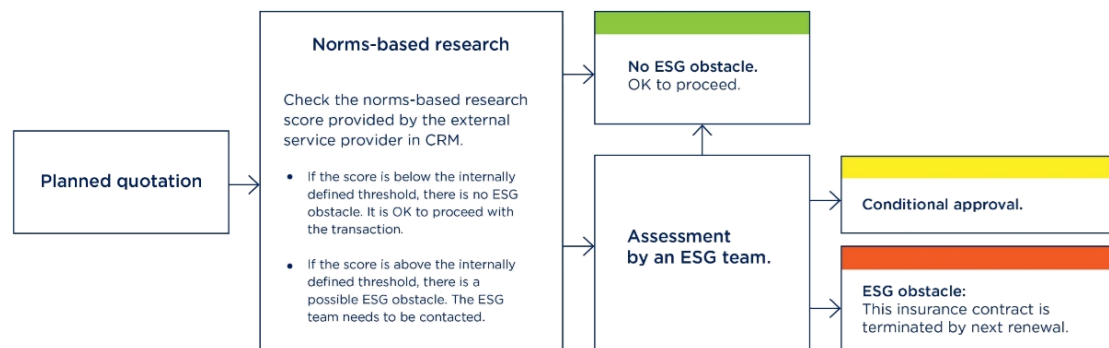 Planned quotation
Norms-based research
Check the norms-based research
score provided by the external
service provider in CRM.
• If the score is below the internally
defined threshold, there is no ESG
obstacle. It is OK to proceed with
the transaction.
• If the score is above the internally
defined threshold, there is a
possible ESG obstacle. The ESG
team needs to be contacted.
No ESG obstacle.
OK to proceed.
Assessment
by an ESG team.
Conditional approval.
ESG obstacle:
This insurance contract is
terminated by next renewal.